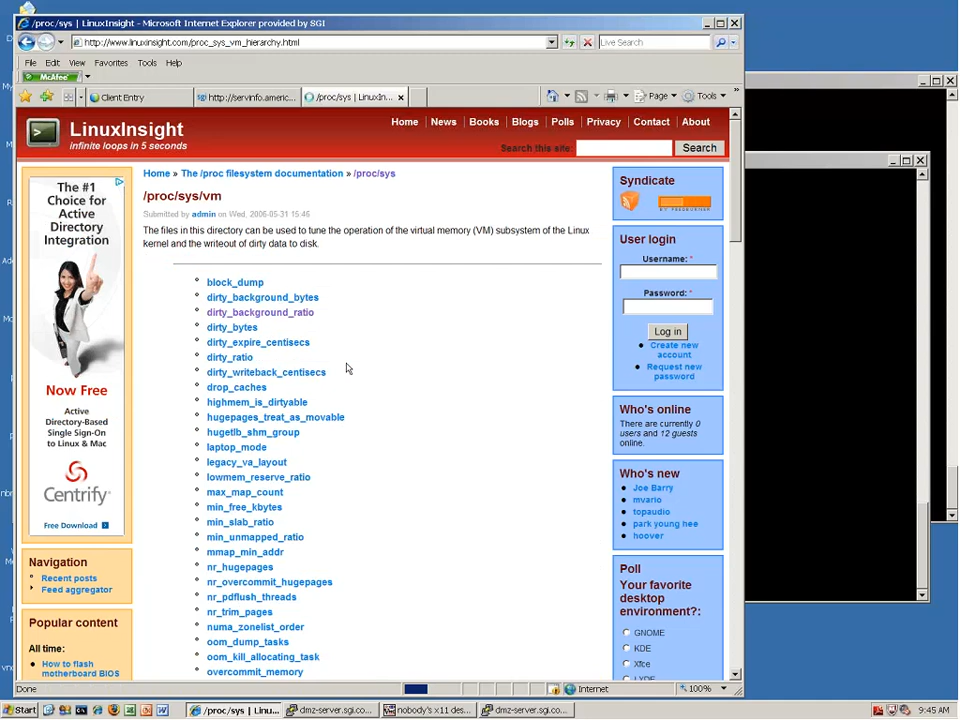 /proc/sys | LinuxInsight - Microsoft Internet Explorer provided by SGI
http://www.linuxinsight.com/proc_sys_vm_hierarchy.html
Live Search
File Edit View Favorites Tools Help
McAfee
Client Entry
http://servinfo.americ...
/proc/sys | LinuxIn...
Page
Tools
LinuxInsight
infinite loops in 5 seconds
Home News Books Blogs Polls Privacy Contact About
Search this site:
Search
The #1
Choice for
Active
Directory
Integration
Now Free
Active
Directory-Based
Single Sign-On
to Linux & Mac
Centrify
Free Download
Navigation
Recent posts
Feed aggregator
Popular content
All time:
How to flash
motherboard BIOS
Home » The /proc filesystem documentation » /proc/sys
/proc/sys/vm
Submitted by admin on Wed, 2006-05-31 15:46
The files in this directory can be used to tune the operation of the virtual memory (VM) subsystem of the Linux
kernel and the writeout of dirty data to disk.
block_dump
dirty_background_bytes
dirty_background_ratio
dirty_bytes
dirty_expire_centisecs
dirty_ratio
dirty_writeback_centisecs
drop_caches
highmem_is_dirtyable
hugepages_treat_as_movable
hugetlb_shm_group
laptop_mode
legacy_va_layout
lowmem_reserve_ratio
max_map_count
min_free_kbytes
min_slab_ratio
min_unmapped_ratio
mmap_min_addr
nr_hugepages
nr_overcommit_hugepages
nr_pdflush_threads
nr_trim_pages
numa_zonelist_order
oom_dump_tasks
oom_kill_allocating_task
overcommit_memory
Syndicate
User login
Username: *
Password: *
Log in
Create new
account
Request new
password
Who's online
There are currently 0
users and 12 guests
online.
Who's new
Joe Barry
mvario
topaudio
park young hee
hoover
Poll
Your favorite
desktop
environment?:
GNOME
KDE
Xfce
Done
Internet
100%
Start
/proc/sys | Linu...
dmz-server.sgi.co...
nobody's x11 des...
dmz-server.sgi.co...
9:45 AM